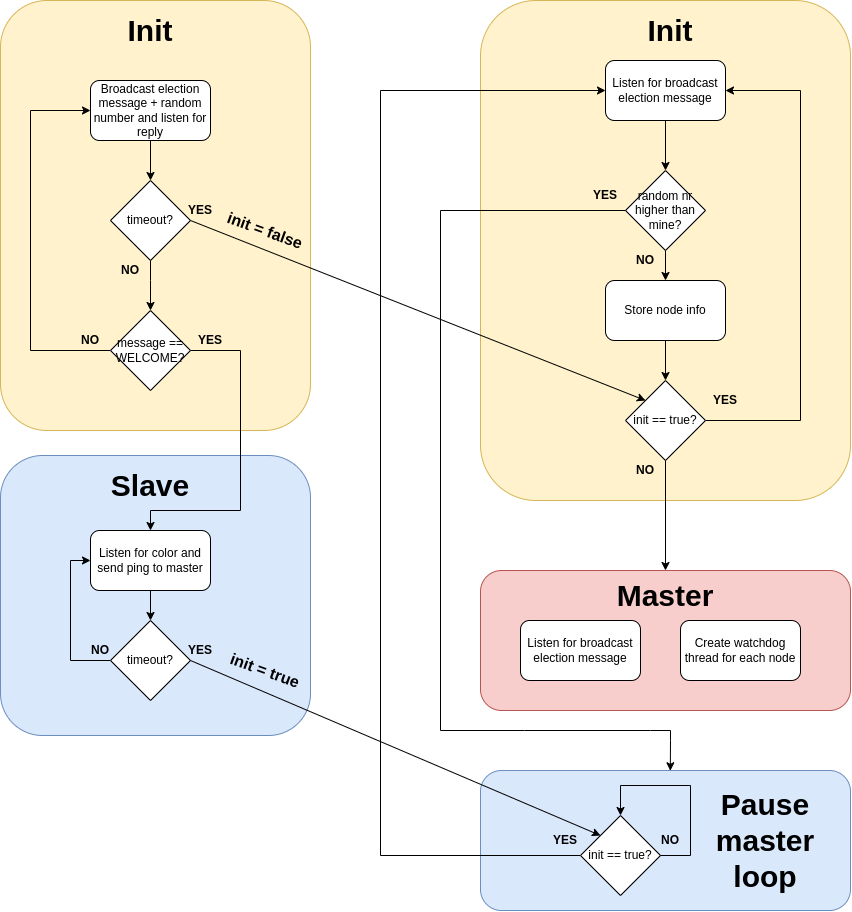 Init
Broadcast election
message + random
number and listen for
reply
timeout?
YES
init = false
NO
message ==
WELCOME?
NO
YES
Slave
Listen for color and
send ping to master
timeout?
NO
YES
init = true
Init
Listen for broadcast
election message
random nr
higher than
mine?
YES
NO
Store node info
init == true?
YES
NO
Master
Listen for broadcast
election message
Create watchdog
thread for each node
Pause
master
loop
init == true?
YES
NO